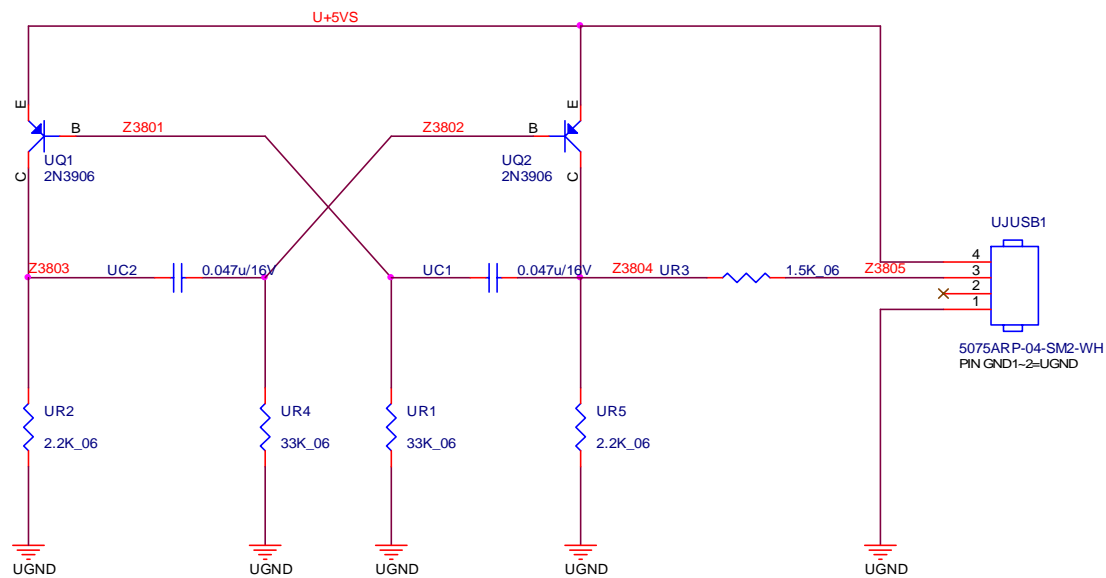 U+5VS
E
E
B
Z3801
Z3802
B
UQ1
2N3906
UQ2
2N3906
C
C
UJUSB1
Z3803
UC2
0.047u/16V
UC1
0.047u/16V
Z3804
UR3
1.5K_06
Z3805
4
3
2
1
5075ARP-04-SM2-WH
PIN GND1~2=UGND
UR2
2.2K_06
UR4
33K_06
UR1
33K_06
UR5
2.2K_06
UGND
UGND
UGND
UGND
UGND